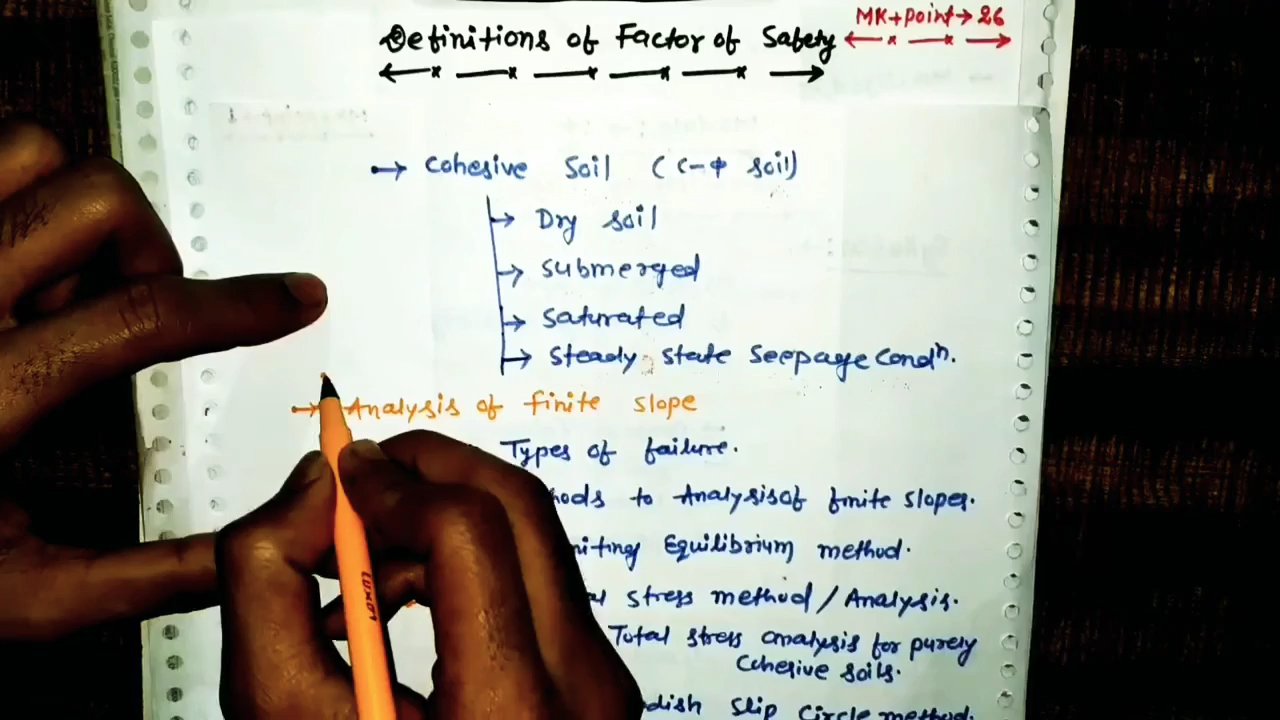 Definitions of Factor of Safety
MK+Point→26
→ Cohesive Soil (C-ϕ soil)
→ Dry soil
→ submerged
→ saturated
→ steady state seepage Condⁿ.
→ Analysis of finite slope
Types of failure.
to Analysis of finite slopes.
Equilibrium method.
stress method/Analysis.
Total stress analysis for purely
Cohesive soils.
Slip Circle method.
LUXOR